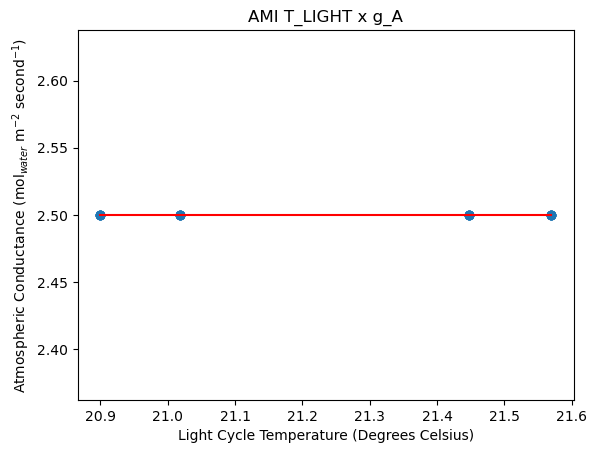 AMI T_LIGHT x g_A
Atmospheric Conductance (mol_water m⁻² second⁻¹)
2.60
2.55
2.50
2.45
2.40
20.9 21.0 21.1 21.2 21.3 21.4 21.5 21.6
Light Cycle Temperature (Degrees Celsius)